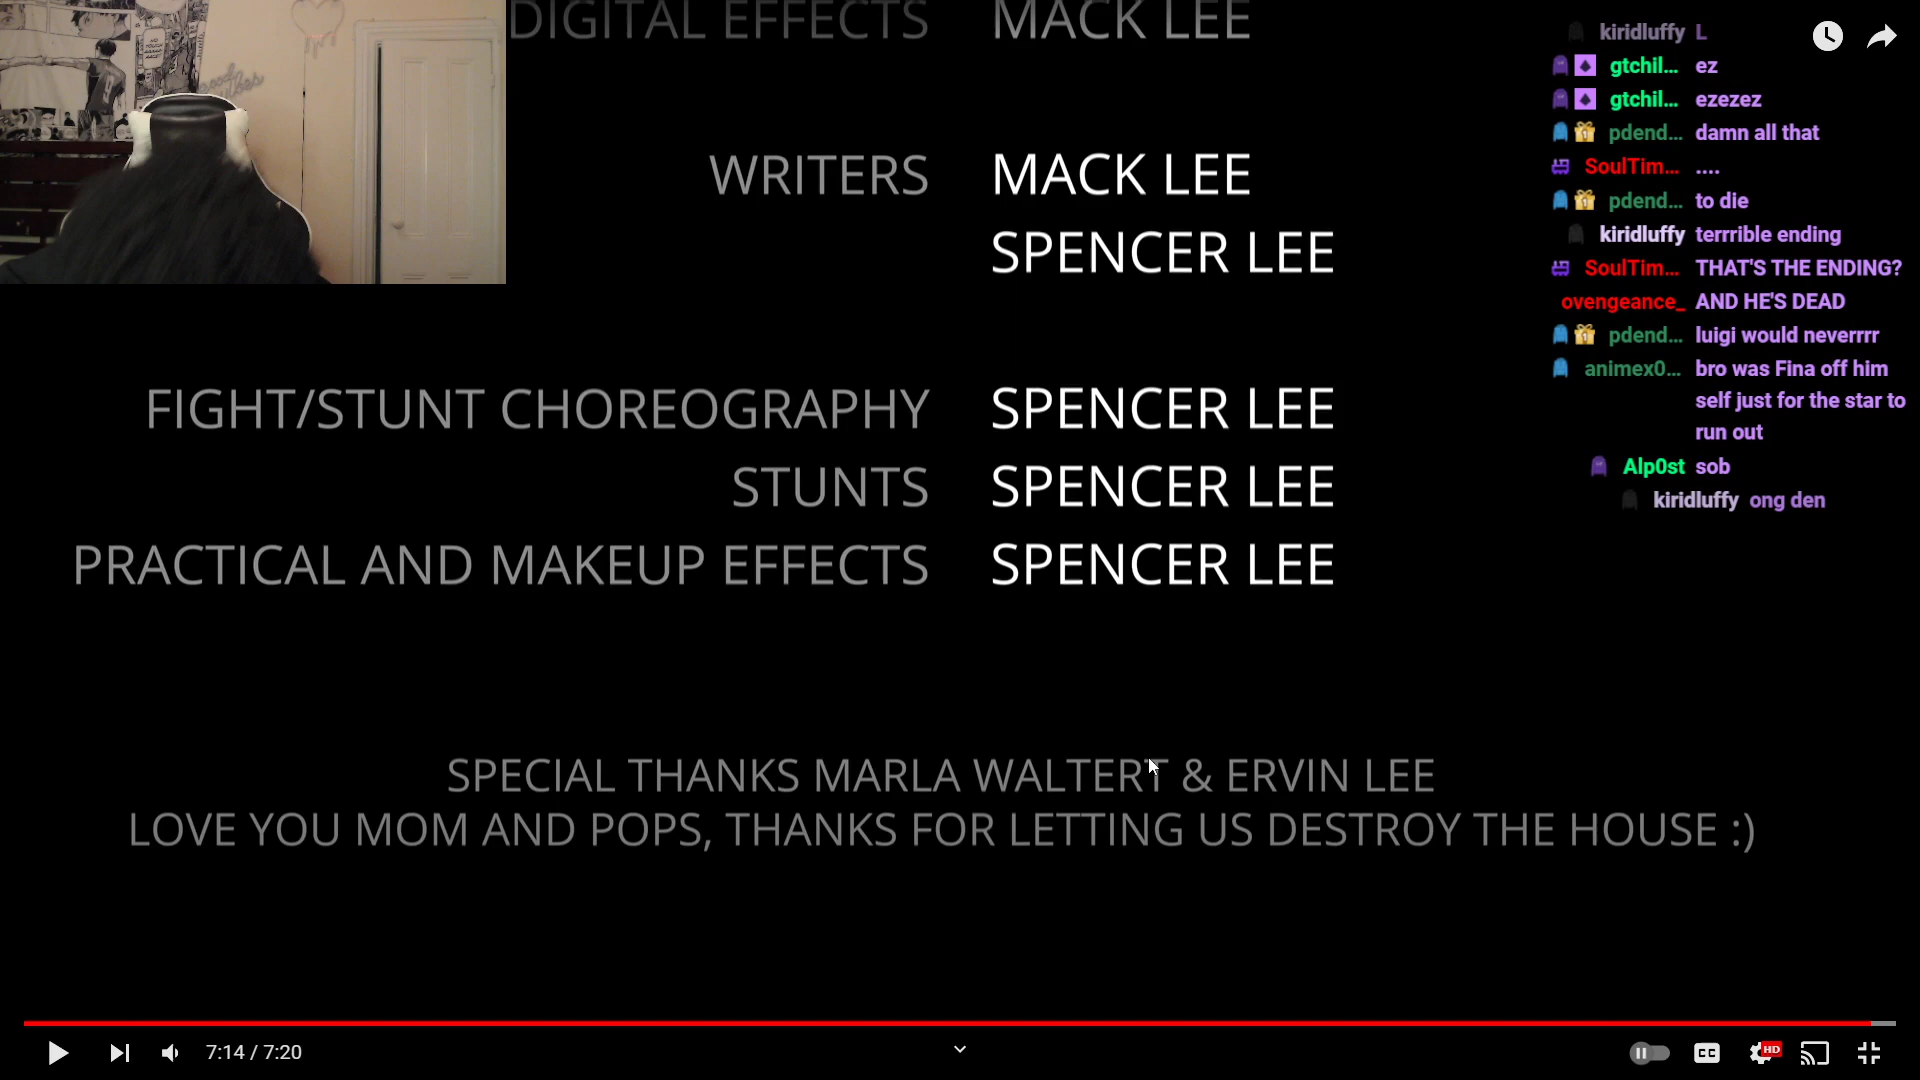 DIGITAL EFFECTS MACK LEE
WRITERS MACK LEE
SPENCER LEE
FIGHT/STUNT CHOREOGRAPHY SPENCER LEE
STUNTS SPENCER LEE
PRACTICAL AND MAKEUP EFFECTS SPENCER LEE
SPECIAL THANKS MARLA WALTERT & ERVIN LEE
LOVE YOU MOM AND POPS, THANKS FOR LETTING US DESTROY THE HOUSE :)
kiridluffy L
gtchil... ez
gtchil... ezezez
pdend... damn all that
SoulTim... ....
pdend... to die
kiridluffy terrrible ending
SoulTim... THAT'S THE ENDING?
ovengeance_ AND HE'S DEAD
pdend... luigi would neverrrr
animex0... bro was Fina off him
self just for the star to
run out
Alp0st sob
kiridluffy ong den
7:14 / 7:20
CC
HD